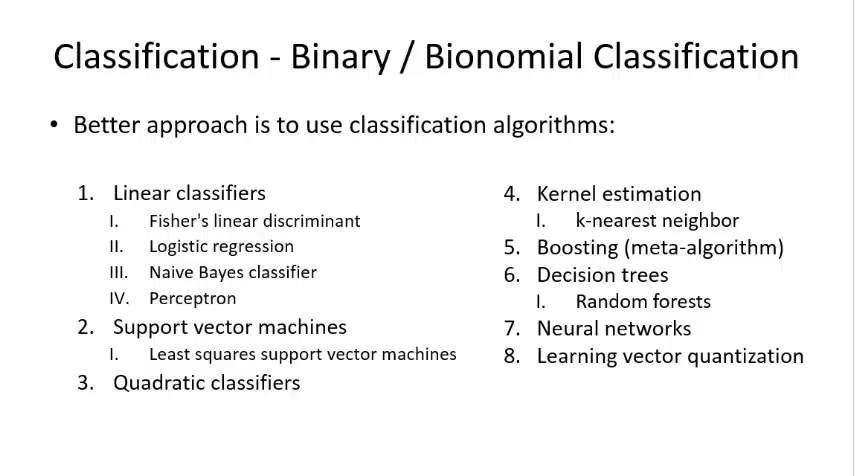 Classification - Binary / Bionomial Classification
• Better approach is to use classification algorithms:
1. Linear classifiers
I. Fisher's linear discriminant
II. Logistic regression
III. Naive Bayes classifier
IV. Perceptron
2. Support vector machines
I. Least squares support vector machines
3. Quadratic classifiers
4. Kernel estimation
I. k-nearest neighbor
5. Boosting (meta-algorithm)
6. Decision trees
I. Random forests
7. Neural networks
8. Learning vector quantization